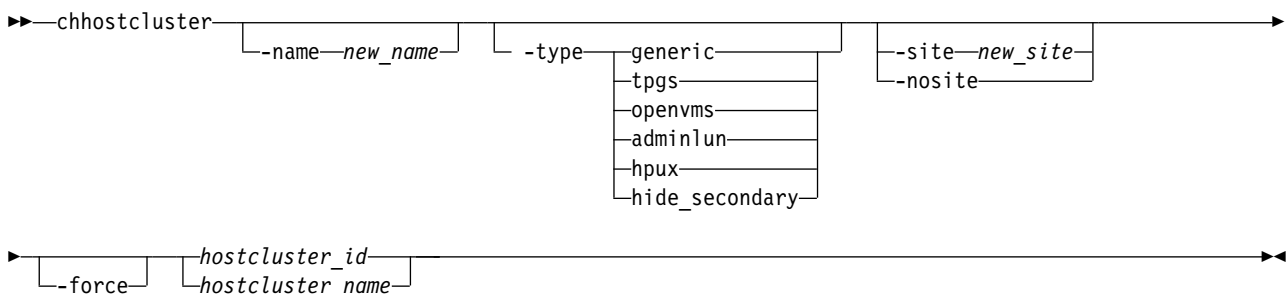 chhostcluster
-name new_name
-type generic
tpgs
openvms
adminlun
hpux
hide_secondary
-site new_site
-nosite
-force
hostcluster_id
hostcluster_name